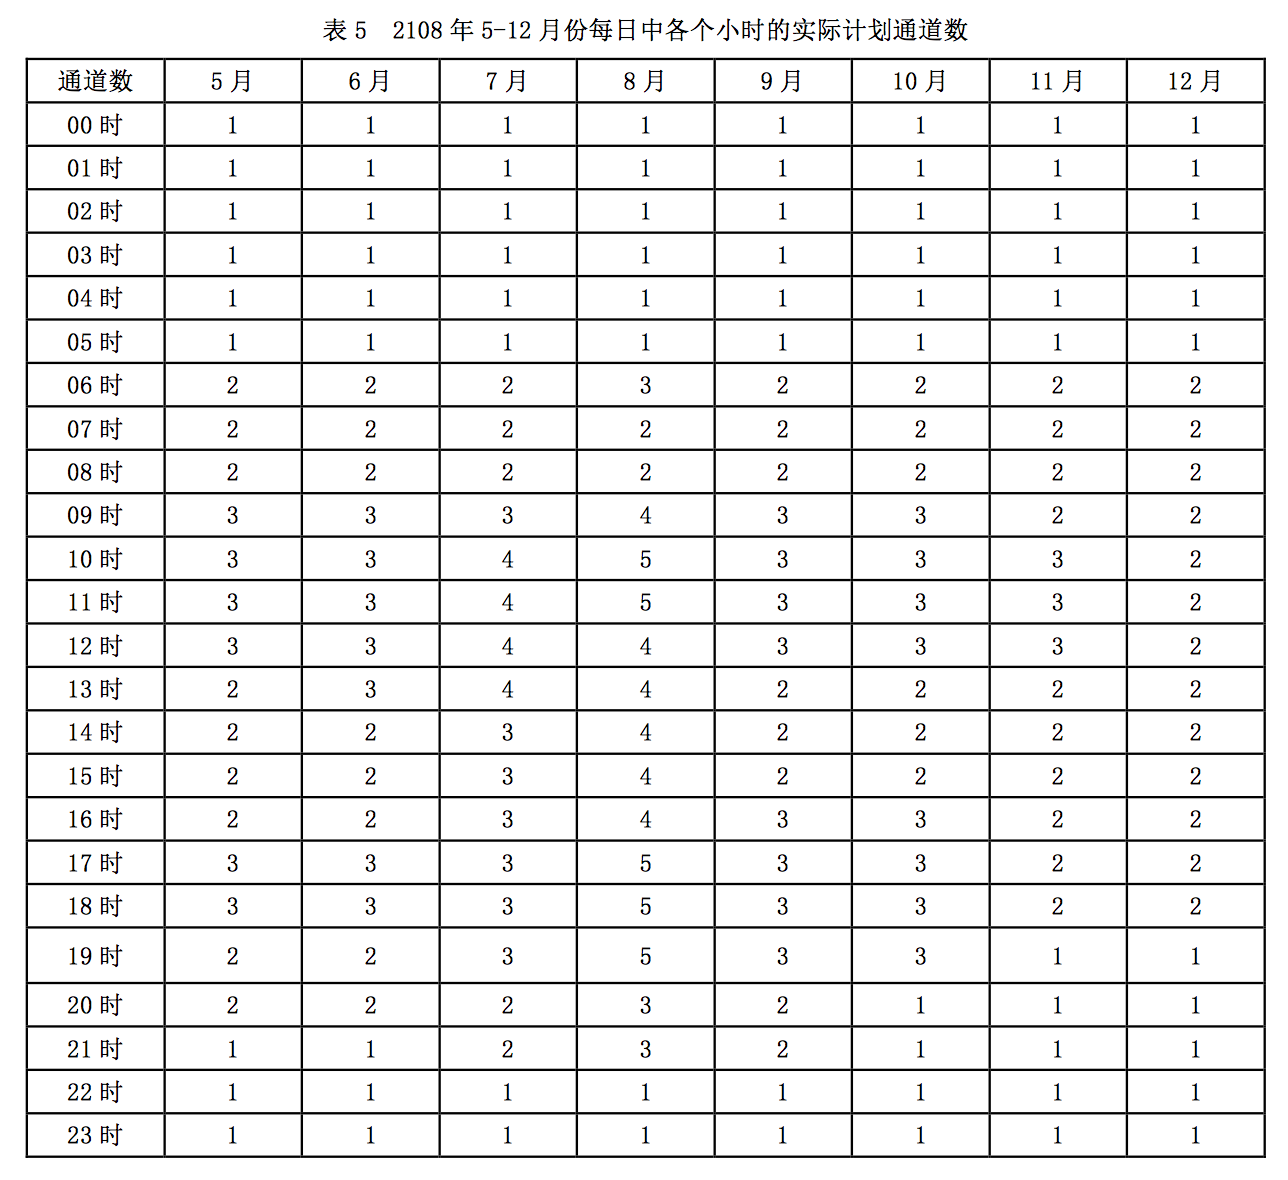 表 5 2108 年 5-12 月份每日中各个小时的实际计划通道数
通道数 5 月 6 月 7 月 8 月 9 月 10 月 11 月 12 月
00 时 1 1 1 1 1 1 1 1
01 时 1 1 1 1 1 1 1 1
02 时 1 1 1 1 1 1 1 1
03 时 1 1 1 1 1 1 1 1
04 时 1 1 1 1 1 1 1 1
05 时 1 1 1 1 1 1 1 1
06 时 2 2 2 3 2 2 2 2
07 时 2 2 2 2 2 2 2 2
08 时 2 2 2 2 2 2 2 2
09 时 3 3 3 4 3 3 2 2
10 时 3 3 4 5 3 3 3 2
11 时 3 3 4 5 3 3 3 2
12 时 3 3 4 4 3 3 3 2
13 时 2 3 4 4 2 2 2 2
14 时 2 2 3 4 2 2 2 2
15 时 2 2 3 4 2 2 2 2
16 时 2 2 3 4 3 3 2 2
17 时 3 3 3 5 3 3 2 2
18 时 3 3 3 5 3 3 2 2
19 时 2 2 3 5 3 3 1 1
20 时 2 2 2 3 2 1 1 1
21 时 1 1 2 3 2 1 1 1
22 时 1 1 1 1 1 1 1 1
23 时 1 1 1 1 1 1 1 1